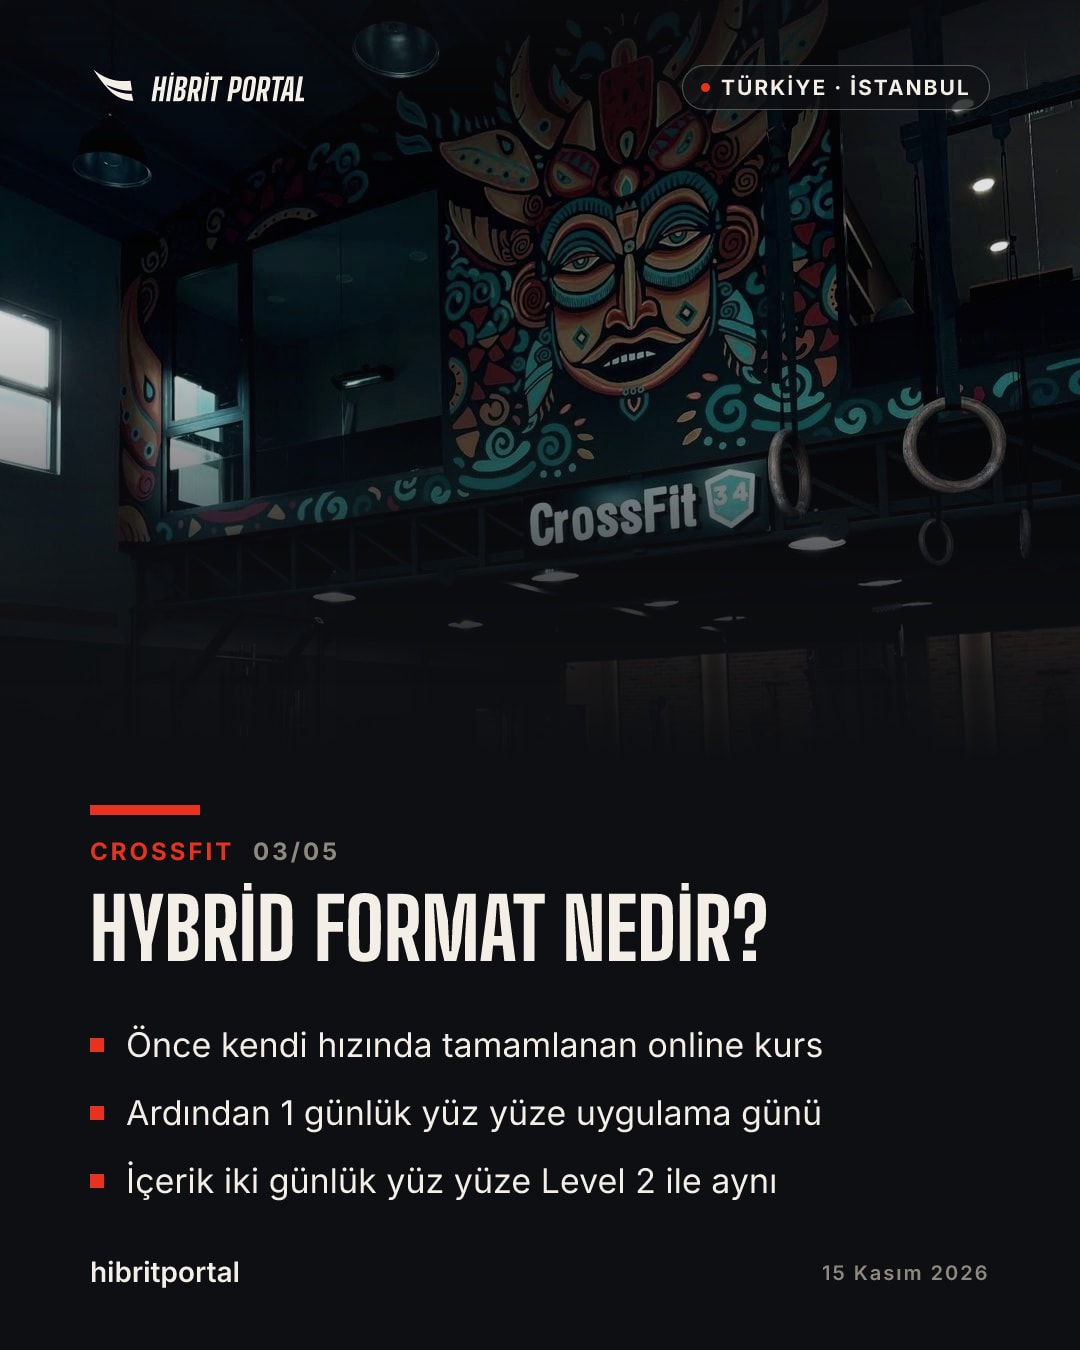 HİBRİT PORTAL
TÜRKİYE · İSTANBUL
CrossFit 34
CROSSFIT 03/05
HYBRİD FORMAT NEDİR?
Önce kendi hızında tamamlanan online kurs
Ardından 1 günlük yüz yüze uygulama günü
İçerik iki günlük yüz yüze Level 2 ile aynı
hibritportal
15 Kasım 2026